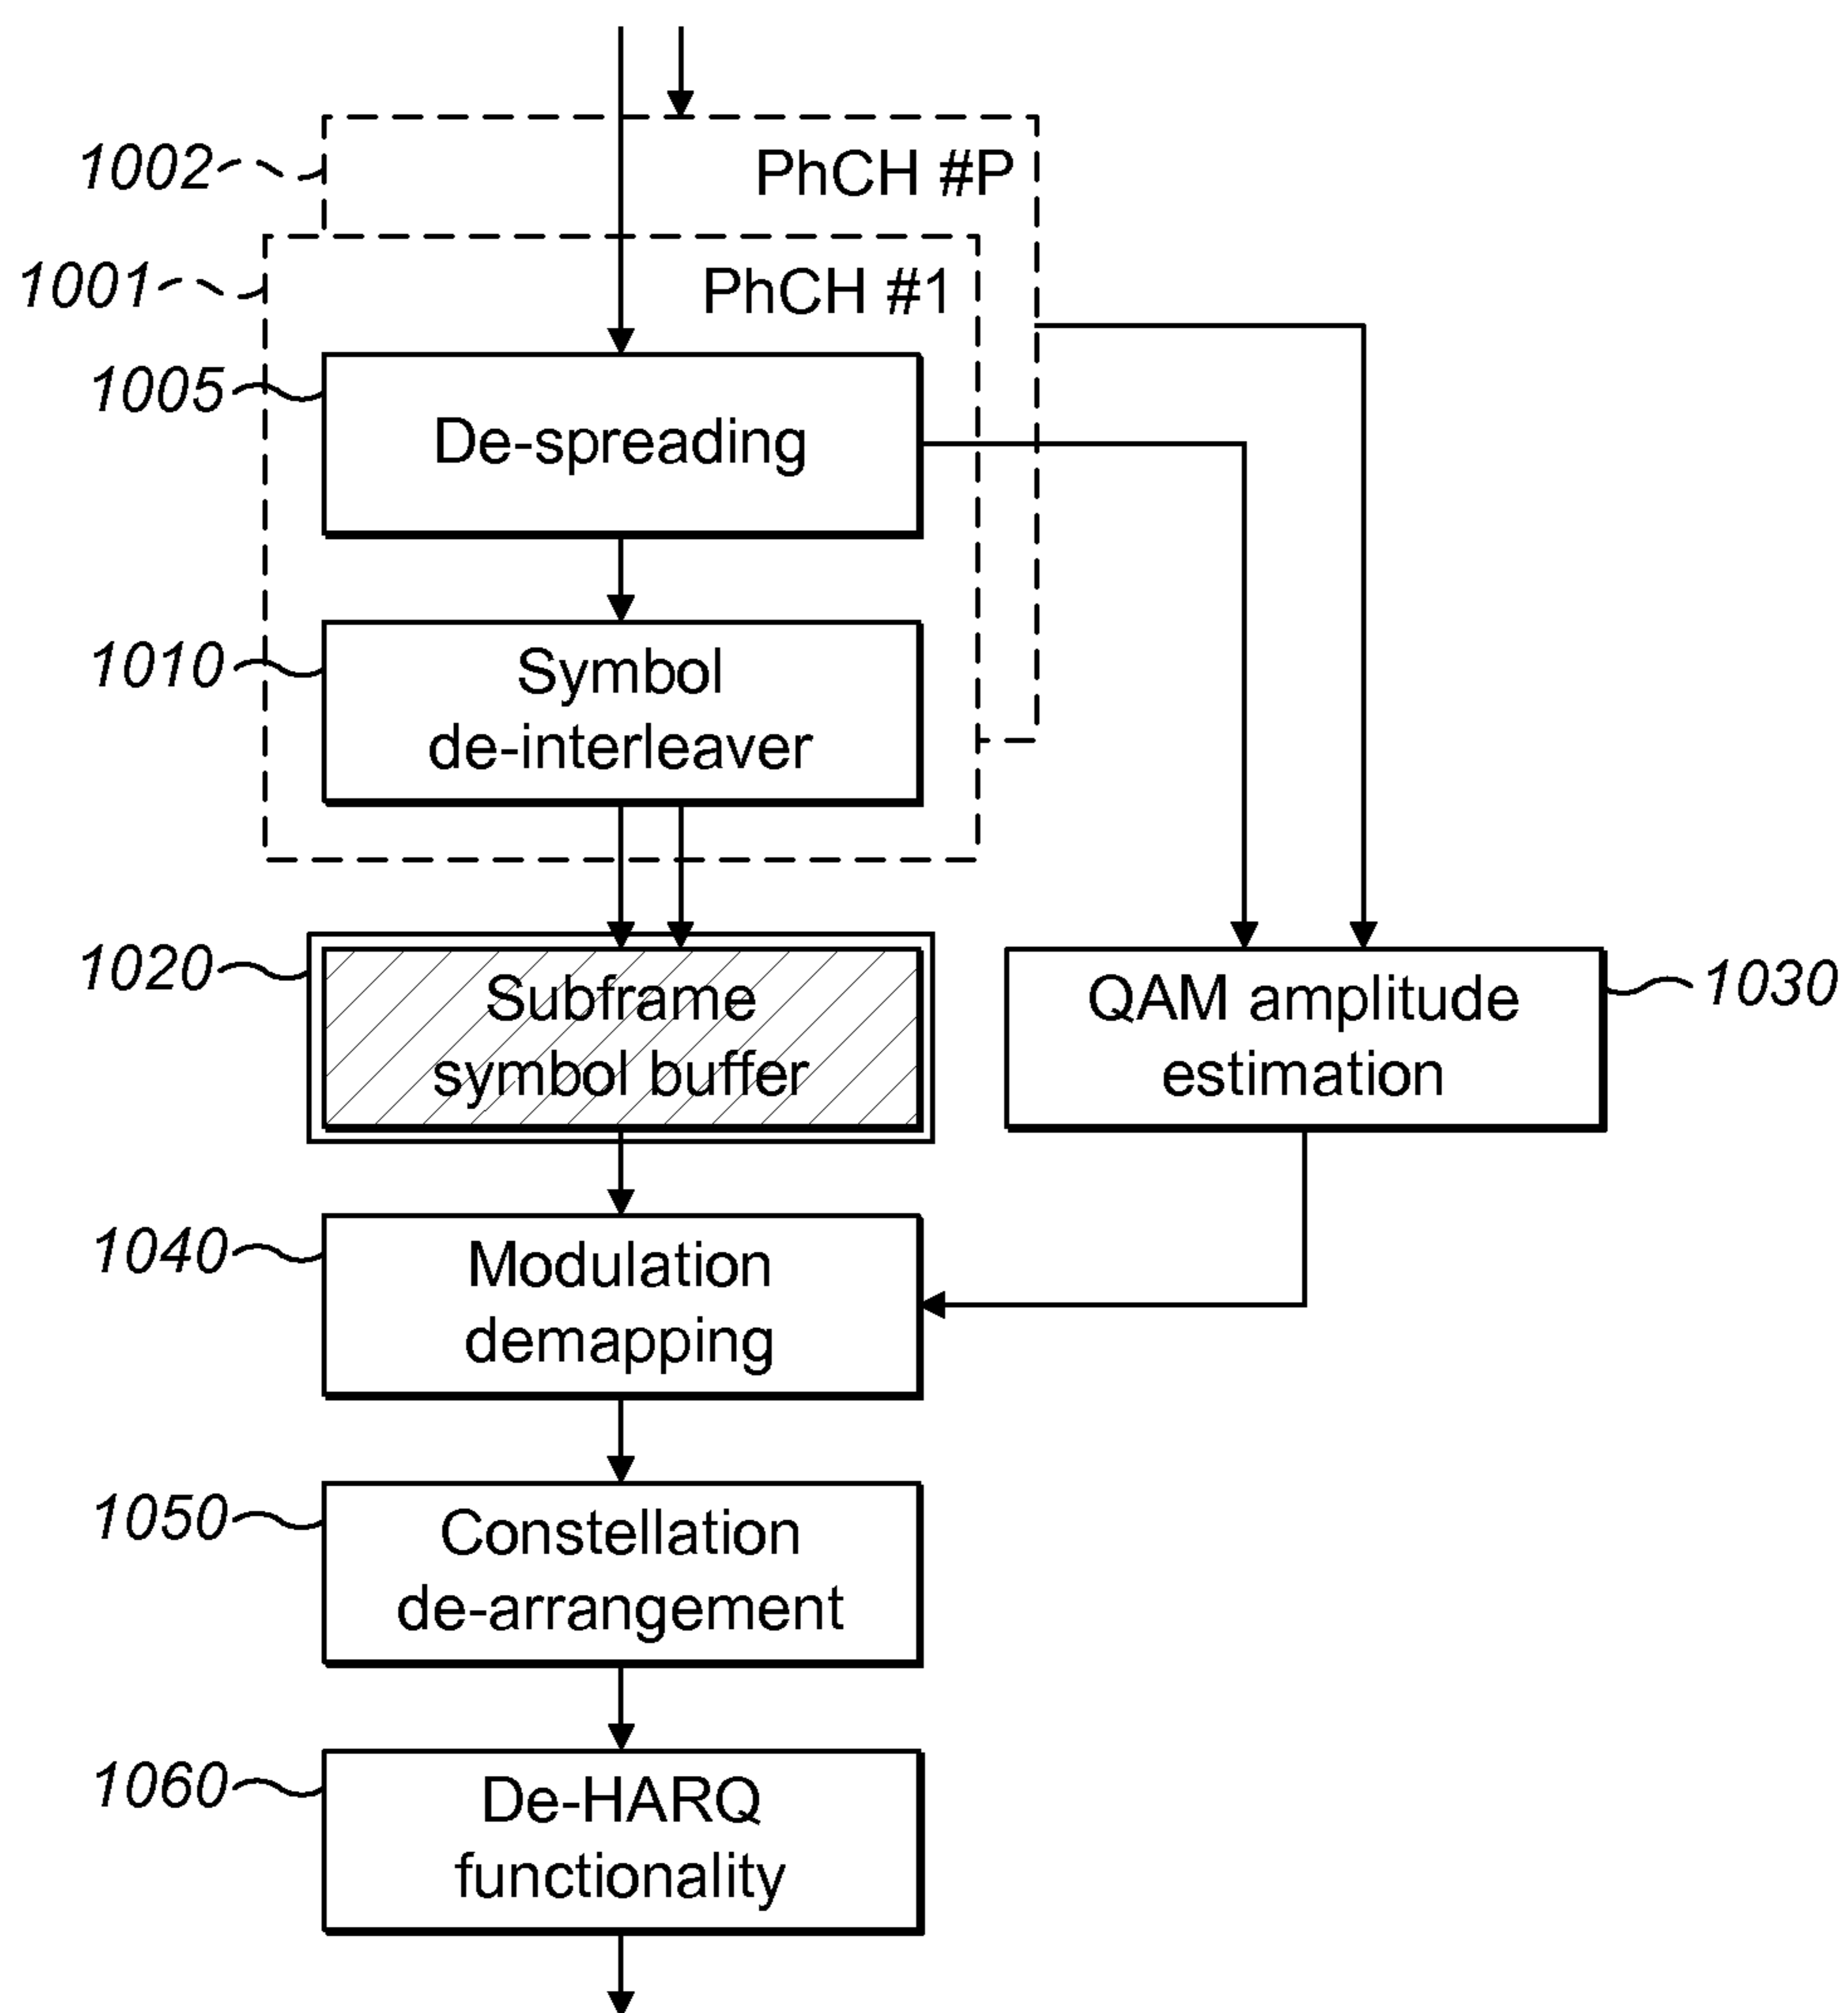 1002
PhCH #P
1001
PhCH #1
1005
De-spreading
1010
Symbol
de-interleaver
1020
Subframe
symbol buffer
QAM amplitude
estimation
1030
1040
Modulation
demapping
1050
Constellation
de-arrangement
1060
De-HARQ
functionality